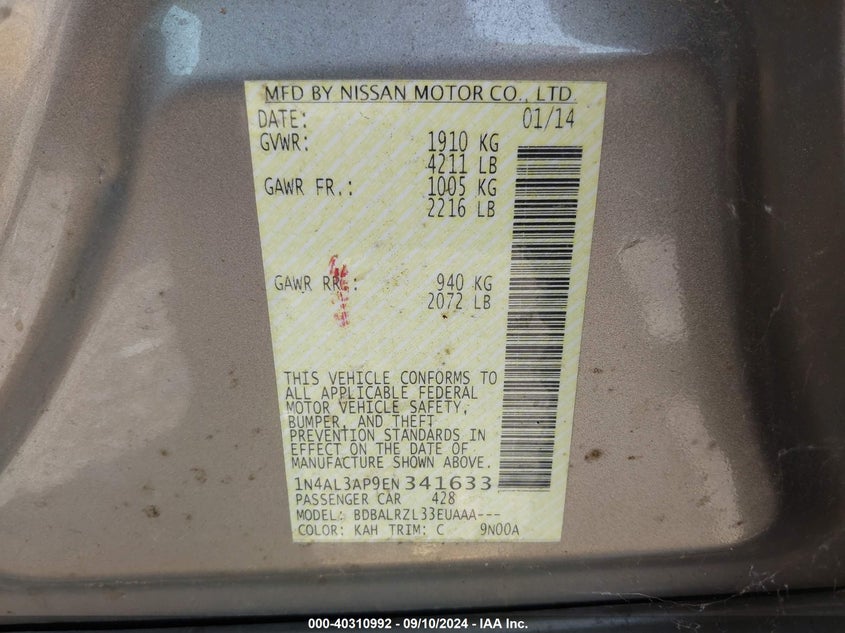 MFD BY NISSAN MOTOR CO., LTD.
DATE: 01/14
GVWR: 1910 KG
4211 LB
GAWR FR.: 1005 KG
2216 LB
GAWR RR.: 940 KG
2072 LB
THIS VEHICLE CONFORMS TO
ALL APPLICABLE FEDERAL
MOTOR VEHICLE SAFETY,
BUMPER, AND THEFT
PREVENTION STANDARDS IN
EFFECT ON THE DATE OF
MANUFACTURE SHOWN ABOVE.
1N4AL3AP9EN341633
PASSENGER CAR 428
MODEL: BDBALRZL33EUAAA---
COLOR: KAH TRIM: C 9N00A
000-40310992 - 09/10/2024 - IAA Inc.